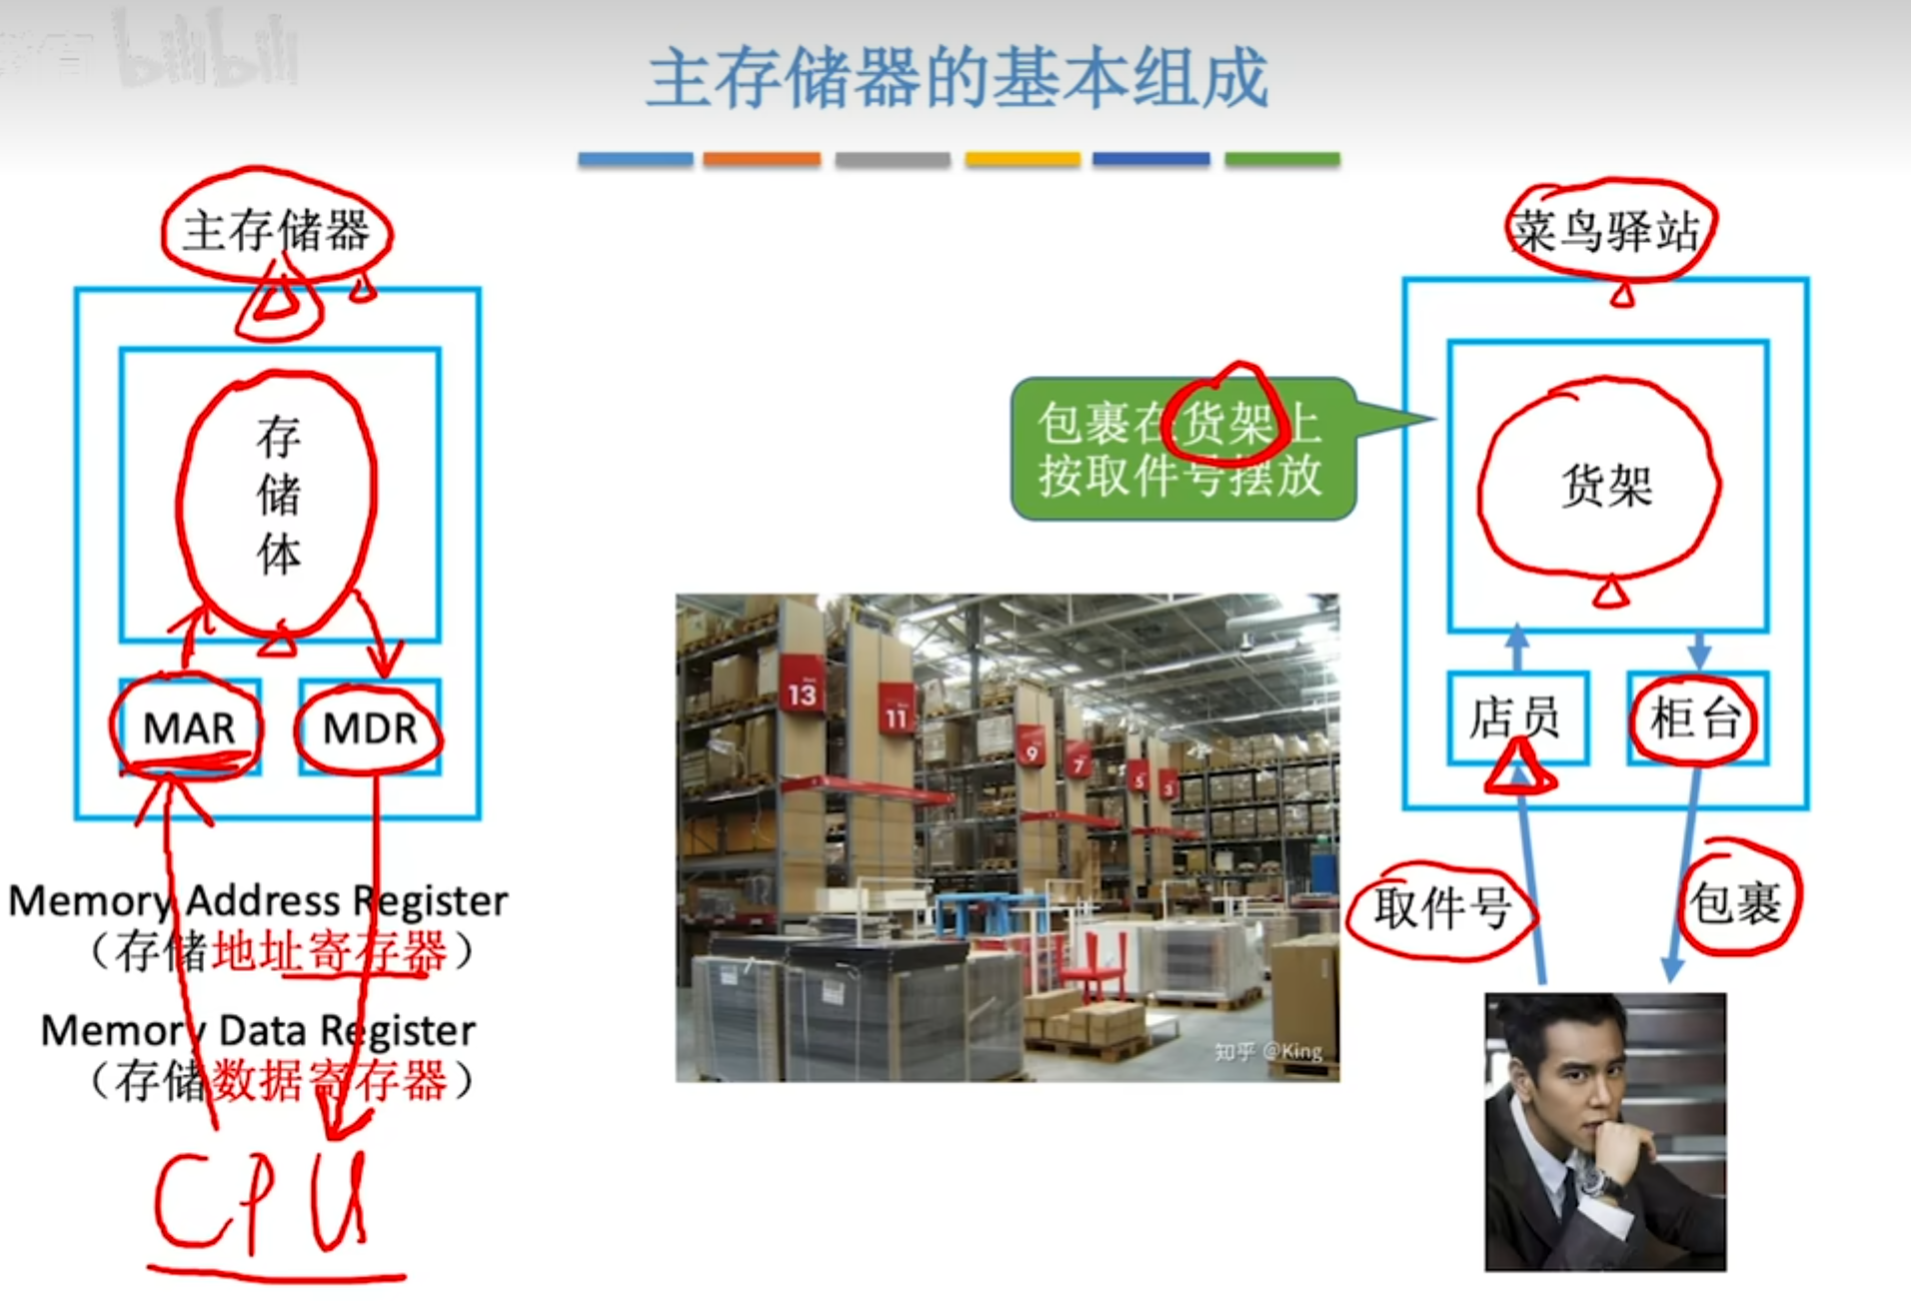 bilibili
主存储器的基本组成
主存储器
菜鸟驿站
存
储
体
包裹在货架上
按取件号摆放
货架
13
11
9
7
5
3
MAR
MDR
店员
柜台
Memory Address Register
（存储地址寄存器）
取件号
包裹
Memory Data Register
（存储数据寄存器）
知乎 @King
CPU